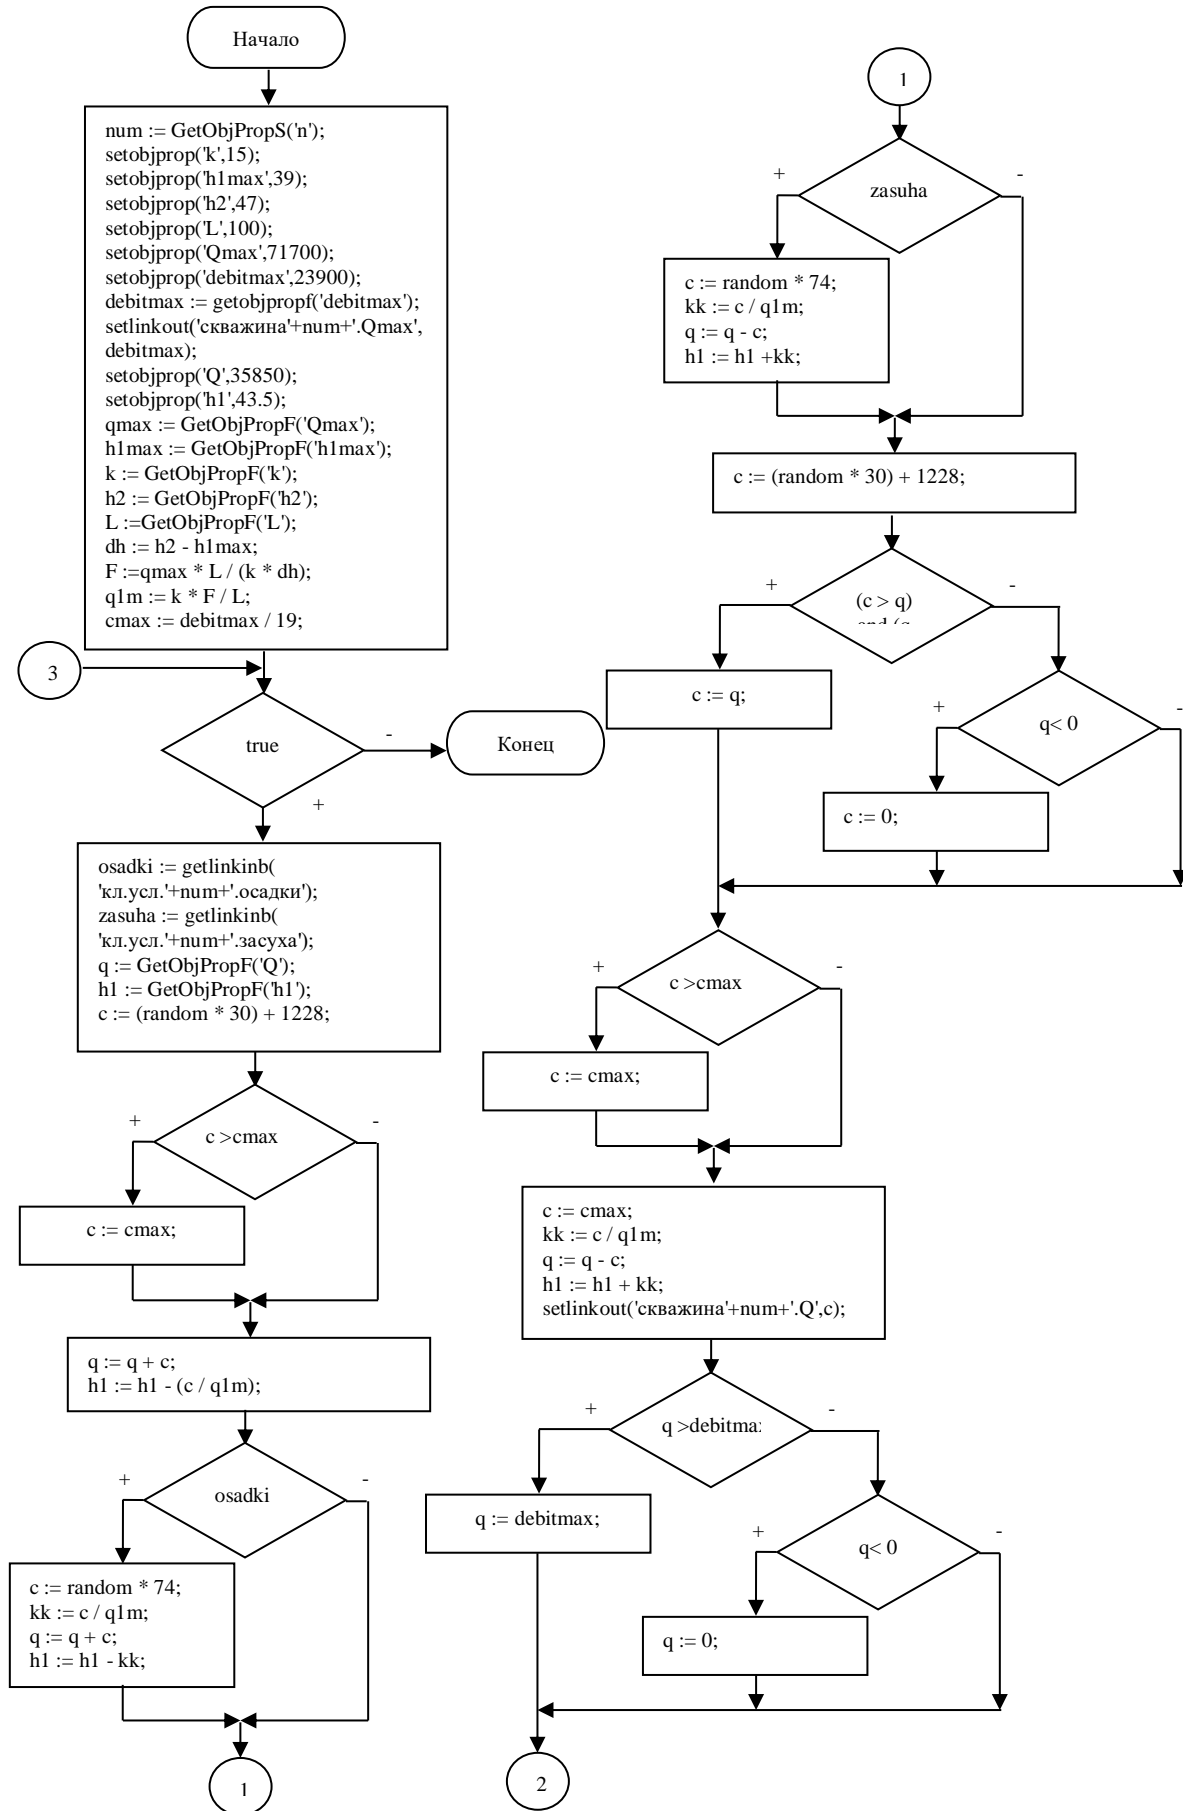 Начало
num := GetObjPropS('n');
setobjprop('k',15);
setobjprop('h1max',39);
setobjprop('h2',47);
setobjprop('L',100);
setobjprop('Qmax',71700);
setobjprop('debitmax',23900);
debitmax := getobjpropf('debitmax');
setlinkout('скважина'+num+'.Qmax',
debitmax);
setobjprop('Q',35850);
setobjprop('h1',43.5);
qmax := GetObjPropF('Qmax');
h1max := GetObjPropF('h1max');
k := GetObjPropF('k');
h2 := GetObjPropF('h2');
L :=GetObjPropF('L');
dh := h2 - h1max;
F :=qmax * L / (k * dh);
q1m := k * F / L;
cmax := debitmax / 19;
3
true
-
Конец
+
osadki := getlinkinb(
'кл.усл.'+num+'.осадки');
zasuha := getlinkinb(
'кл.усл.'+num+'.засуха');
q := GetObjPropF('Q');
h1 := GetObjPropF('h1');
c := (random * 30) + 1228;
+
c >cmax
-
c := cmax;
q := q + c;
h1 := h1 - (c / q1m);
+
osadki
-
c := random * 74;
kk := c / q1m;
q := q + c;
h1 := h1 - kk;
1
1
+
zasuha
-
c := random * 74;
kk := c / q1m;
q := q - c;
h1 := h1 +kk;
c := (random * 30) + 1228;
+
(c > q)
and (q
-
c := q;
+
q< 0
-
c := 0;
+
c >cmax
-
c := cmax;
c := cmax;
kk := c / q1m;
q := q - c;
h1 := h1 + kk;
setlinkout('скважина'+num+'.Q',c);
+
q >debitma
-
q := debitmax;
+
q< 0
-
q := 0;
2